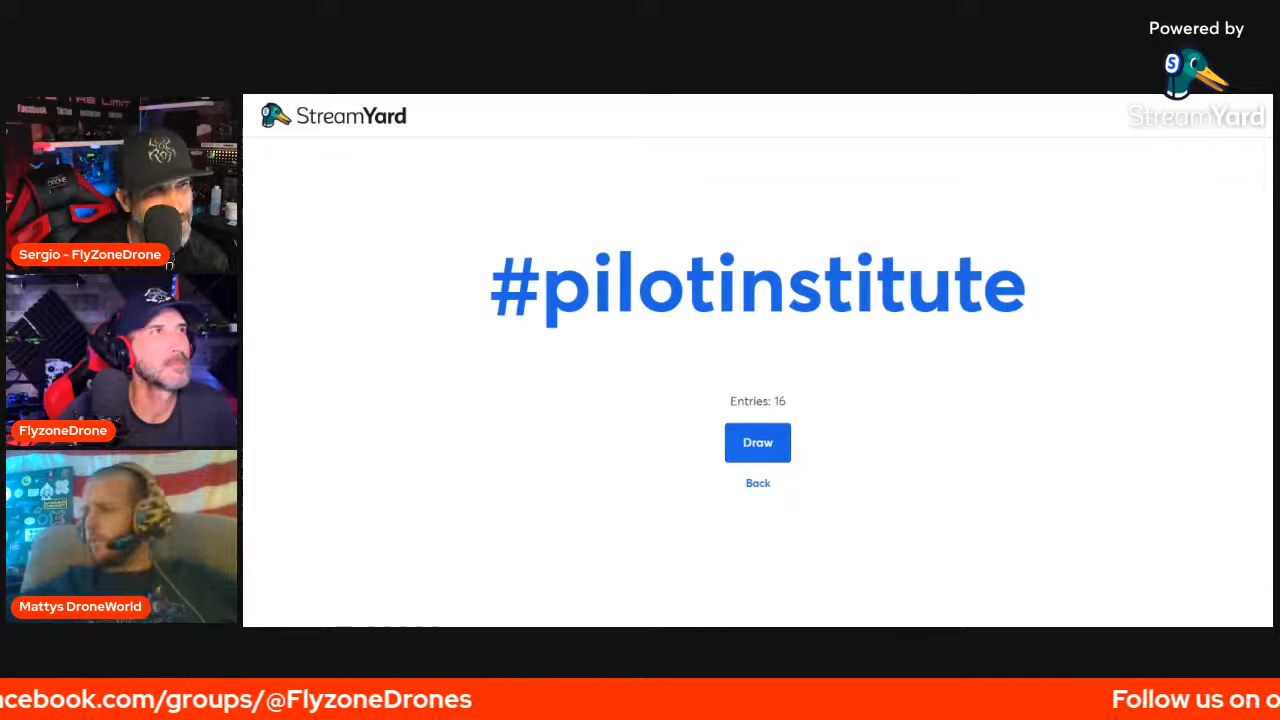 Powered by
StreamYard
StreamYard
Facebook
Sergio - FlyZoneDrone
FlyzoneDrone
Mattys DroneWorld
#pilotinstitute
Entries: 16
Draw
Back
acebook.com/groups/@FlyzoneDrones
Follow us on o